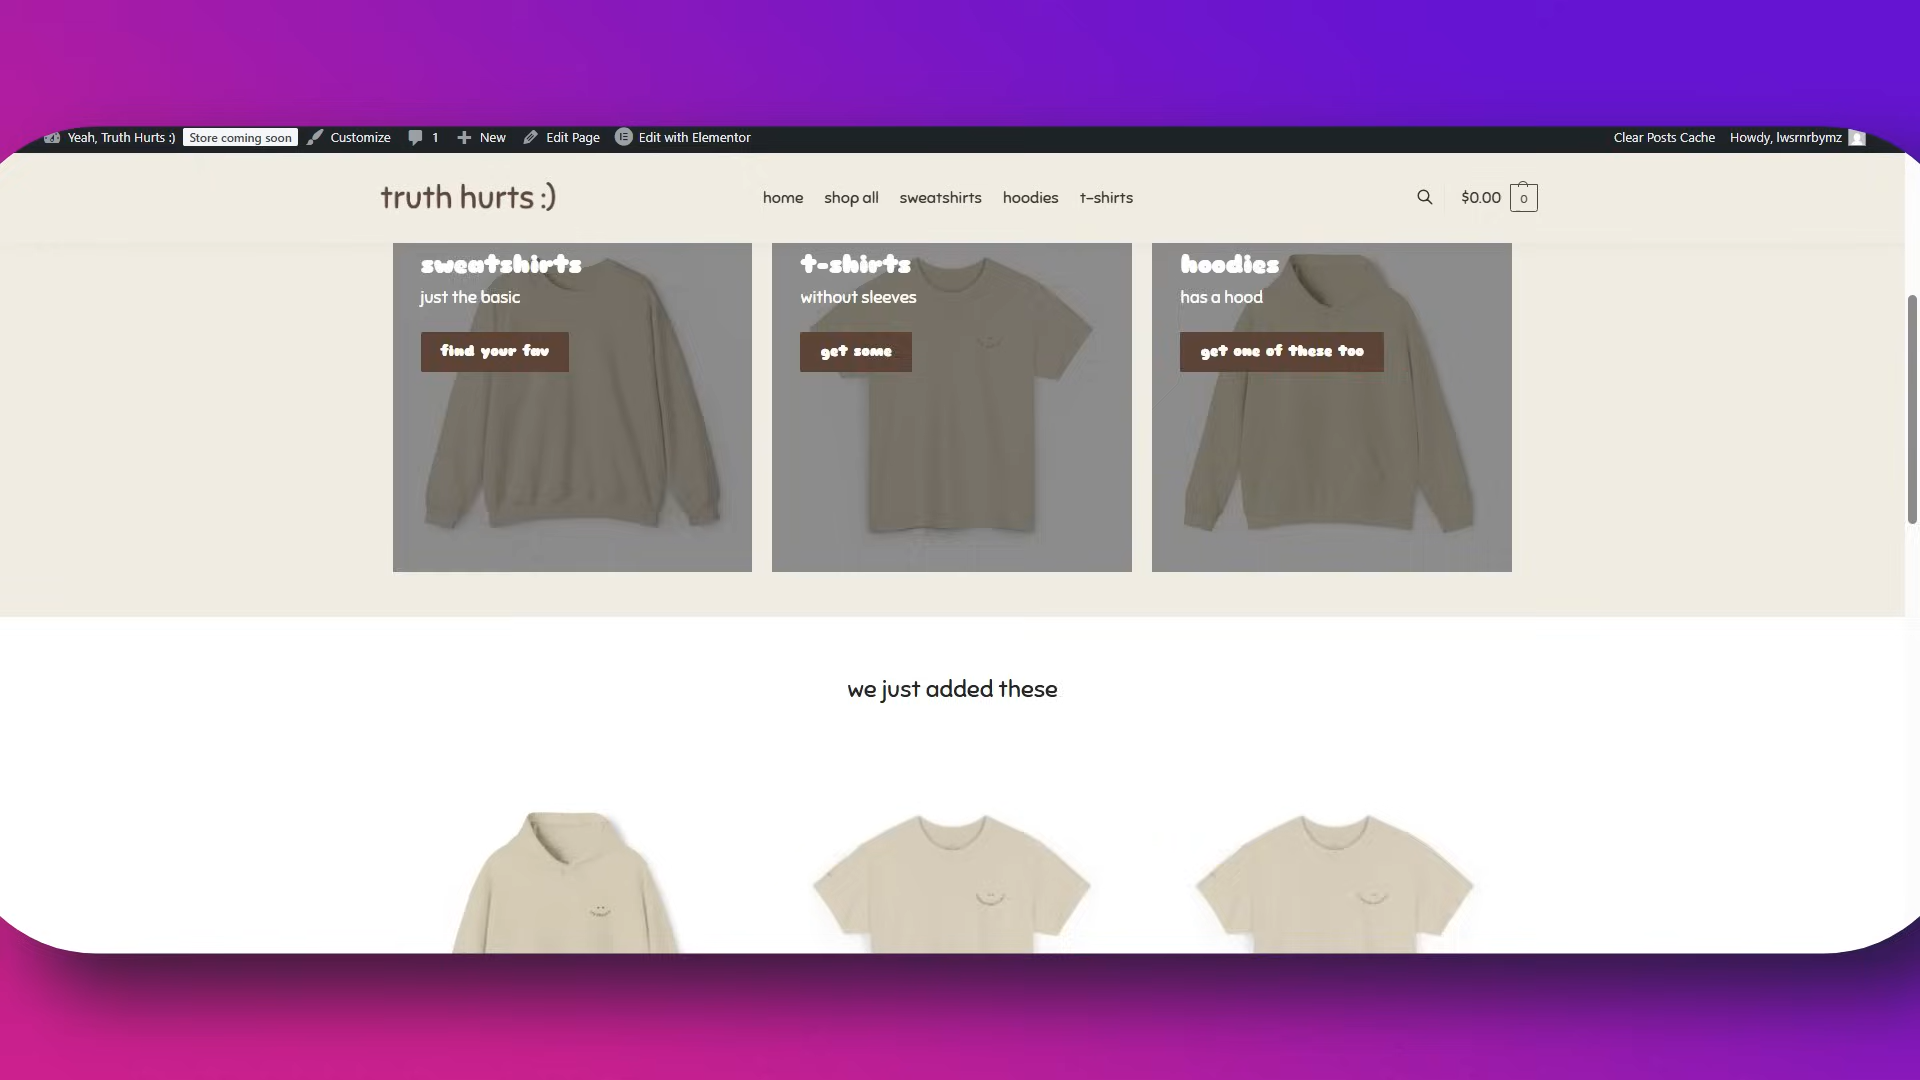 Yeah, Truth Hurts :) Store coming soon Customize 1 New Edit Page Edit with Elementor Clear Posts Cache Howdy, lwsrnrbymz
truth hurts :) home shop all sweatshirts hoodies t-shirts $0.00 0
sweatshirts
just the basic
find your fav
t-shirts
without sleeves
get some
hoodies
has a hood
get one of these too
we just added these